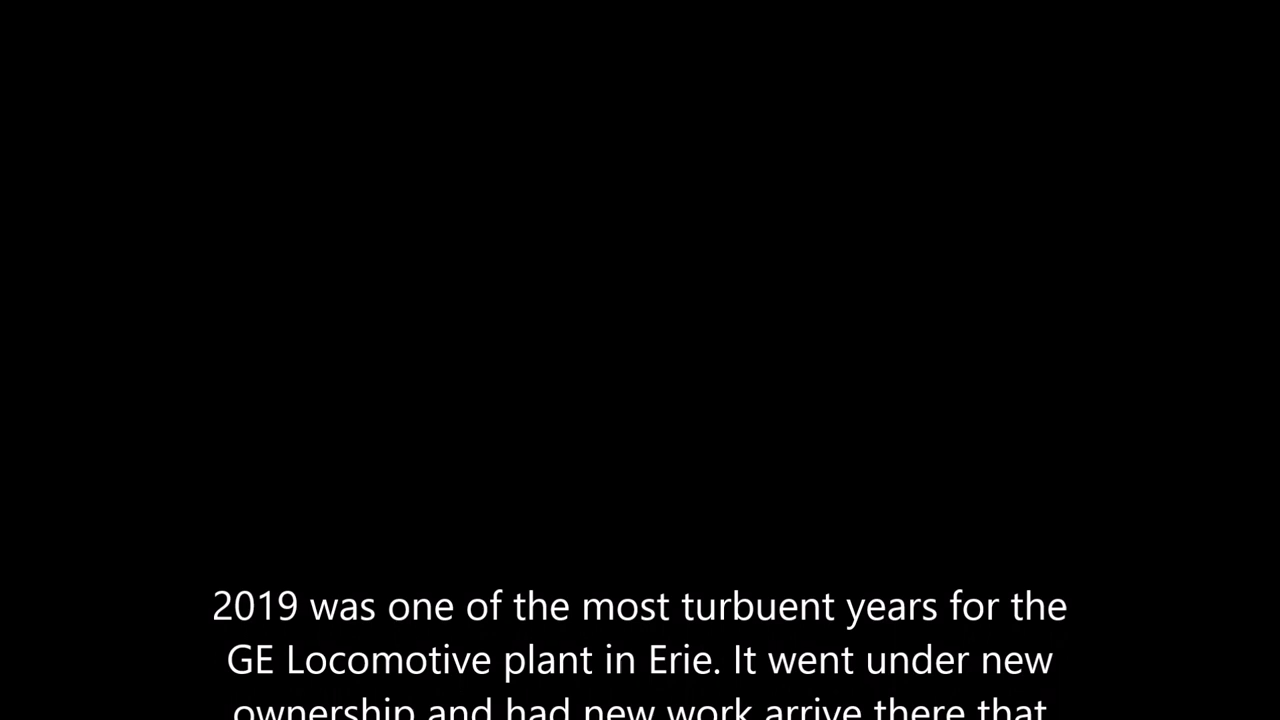 2019 was one of the most turbuent years for the
GE Locomotive plant in Erie. It went under new
ownership and had new work arrive there that